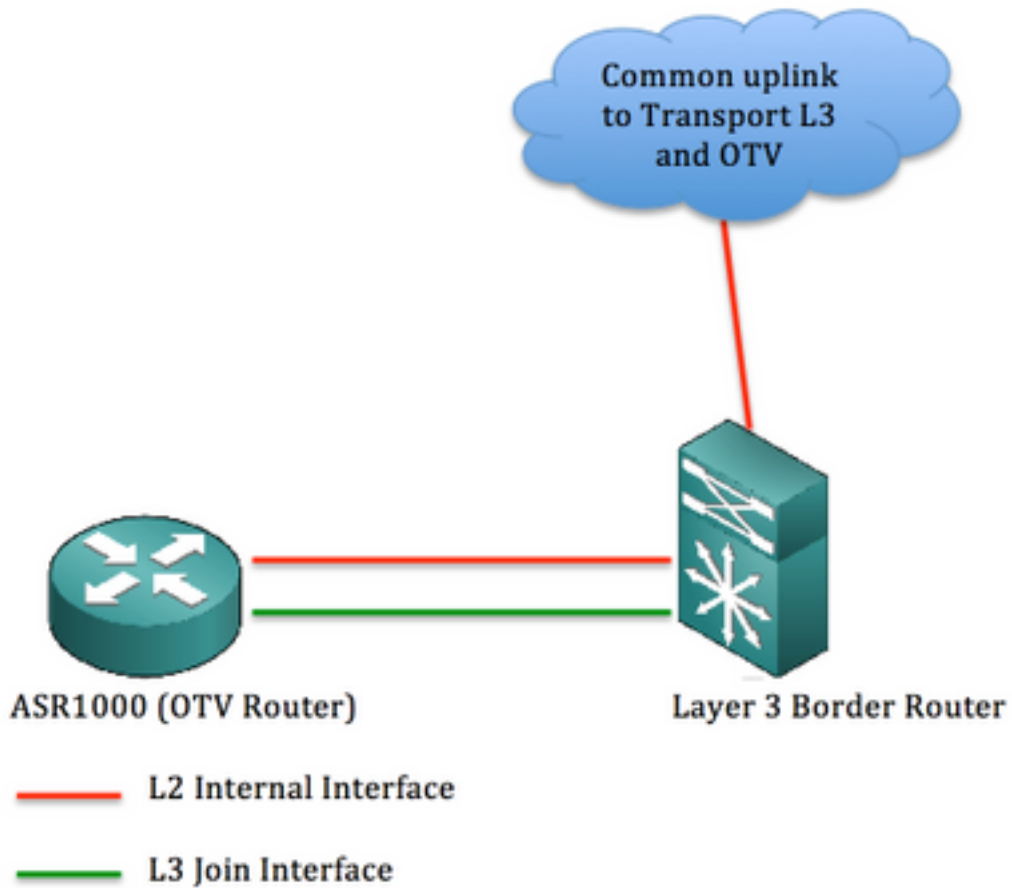 Common uplink
to Transport L3
and OTV
ASR1000 (OTV Router)
Layer 3 Border Router
L2 Internal Interface
L3 Join Interface